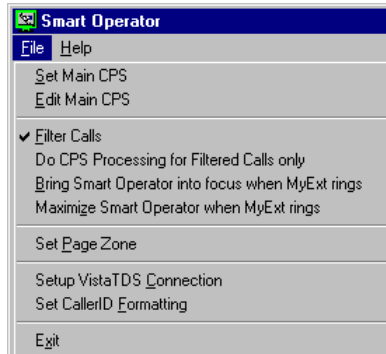 Smart Operator
File Help
Set Main CPS
Edit Main CPS
Filter Calls
Do CPS Processing for Filtered Calls only
Bring Smart Operator into focus when MyExt rings
Maximize Smart Operator when MyExt rings
Set Page Zone
Setup VistaTDS Connection
Set CallerID Formatting
Exit